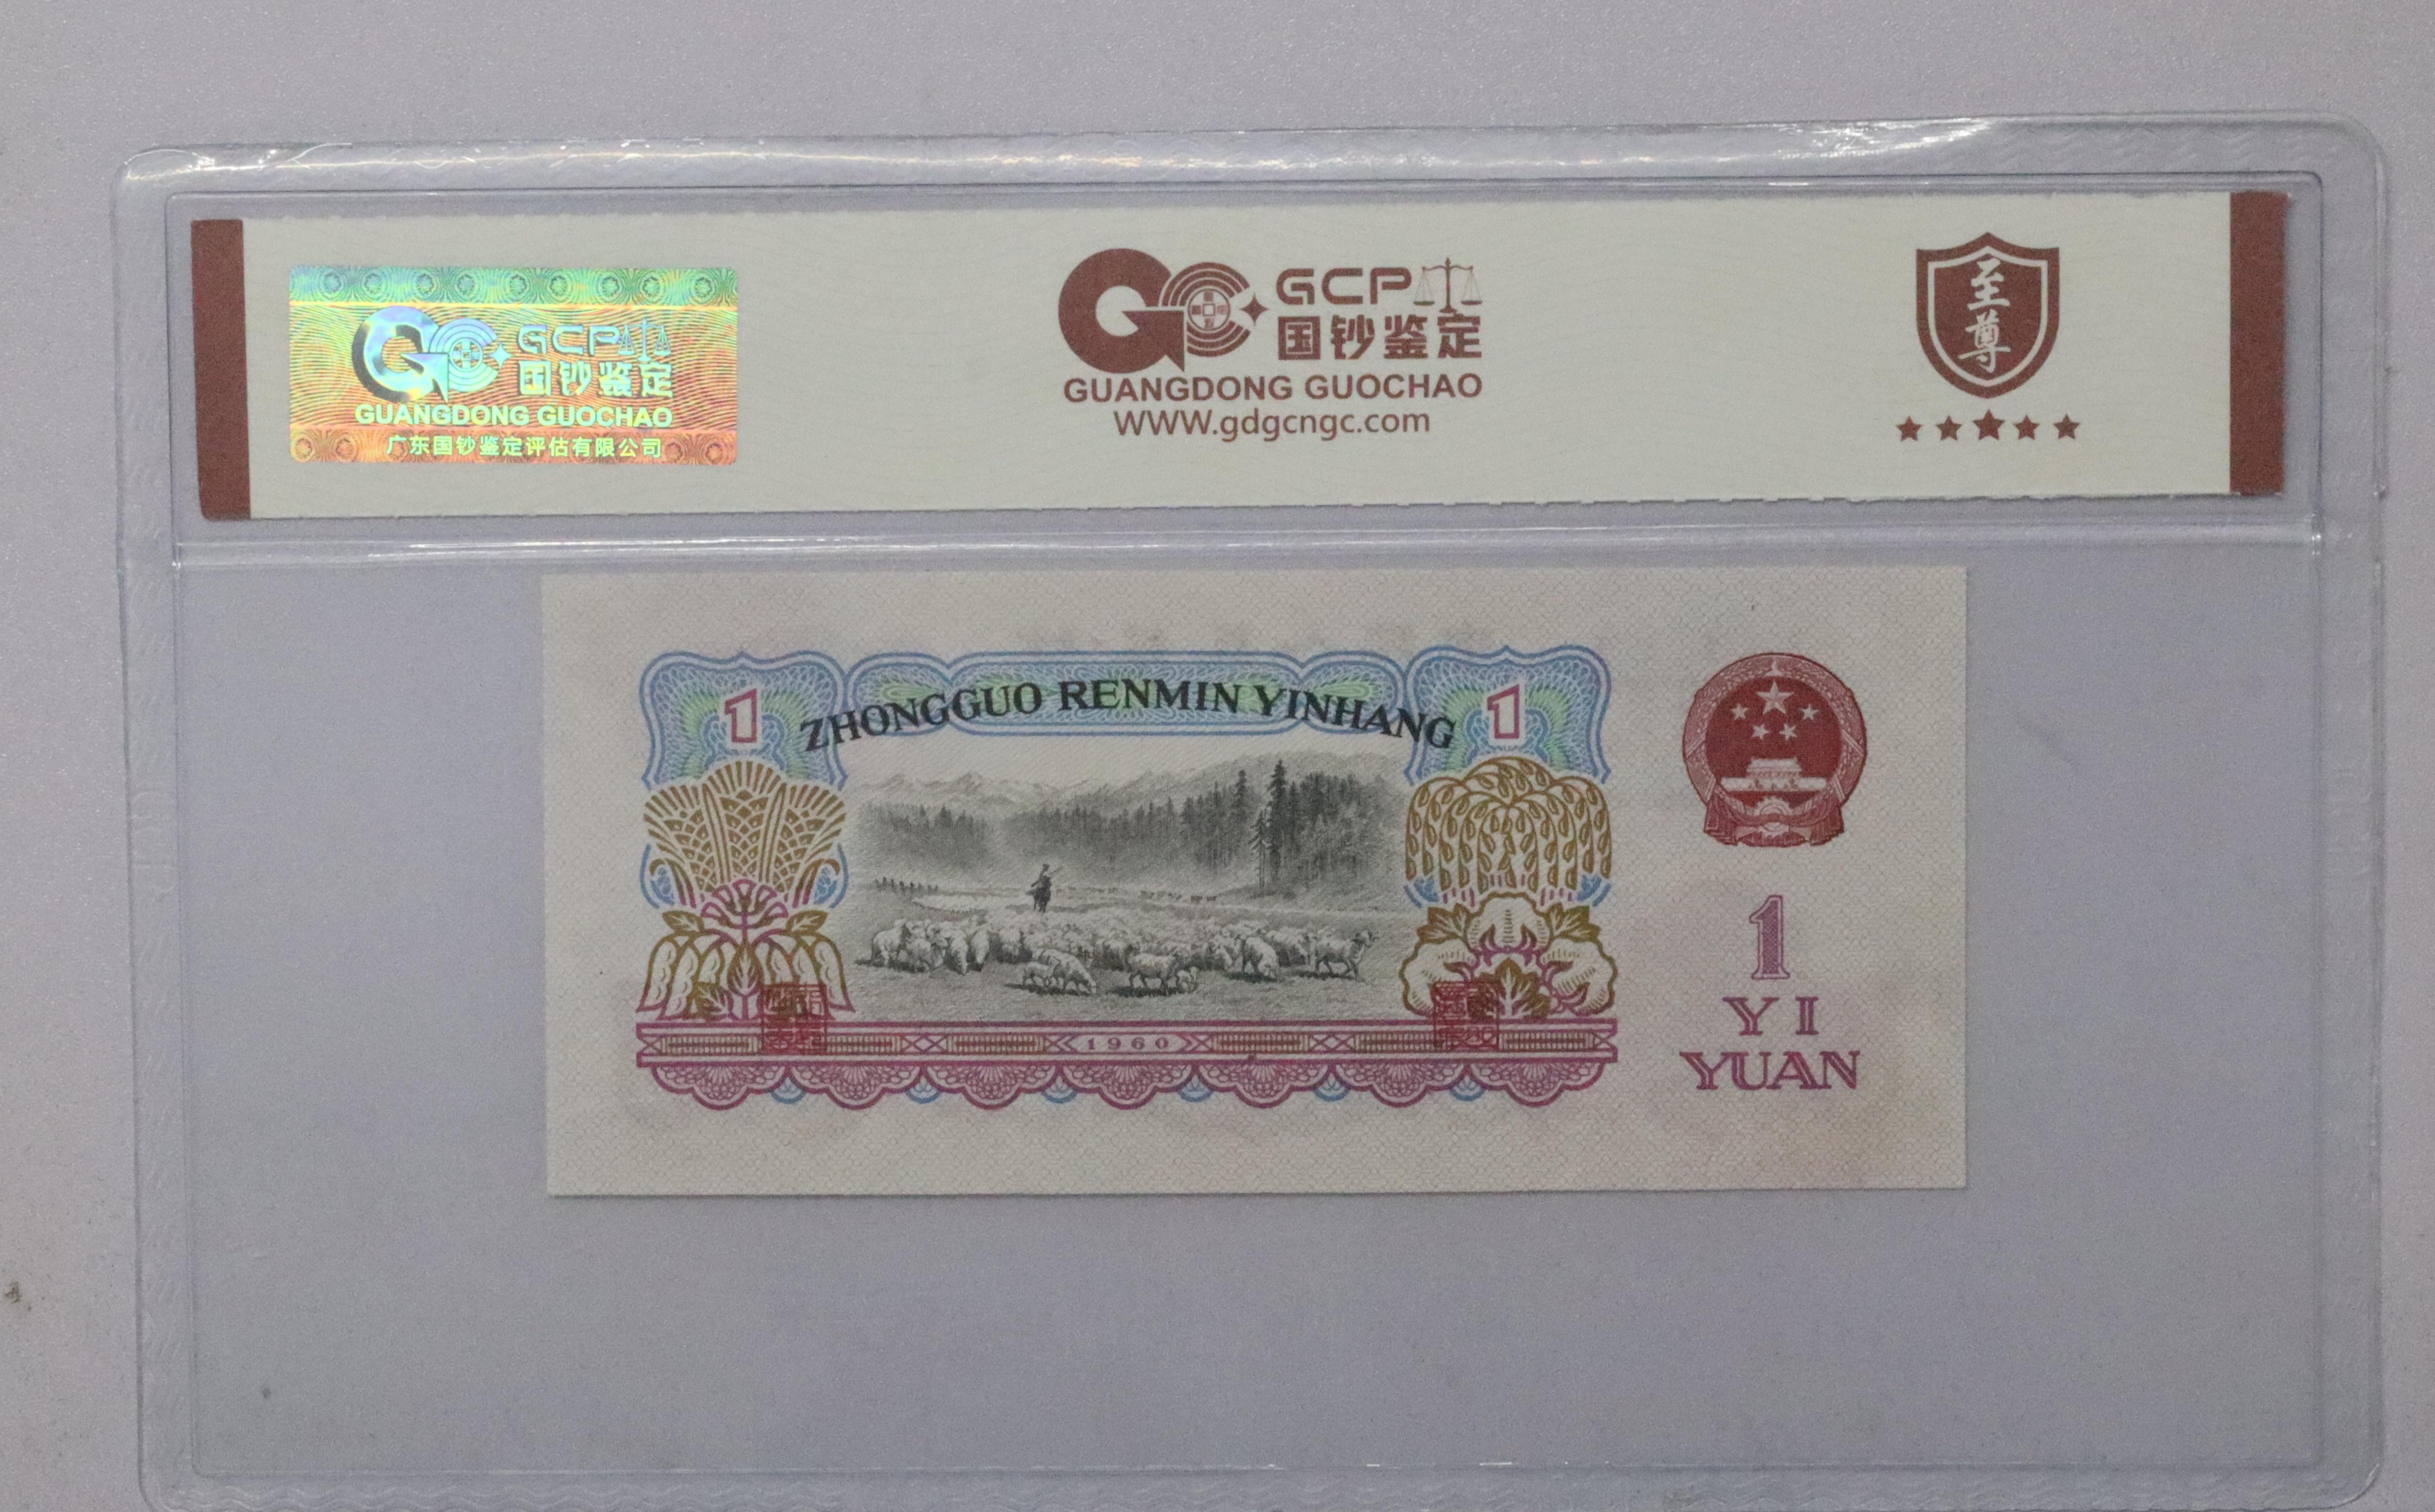 GCP
国钞鉴定
GUANGDONG GUOCHAO
广东国钞鉴定评估有限公司
GCP
国钞鉴定
GUANGDONG GUOCHAO
WWW.gdgcngc.com
至尊
1 ZHONGGUO RENMIN YINHANG 1
1960
1
YI
YUAN